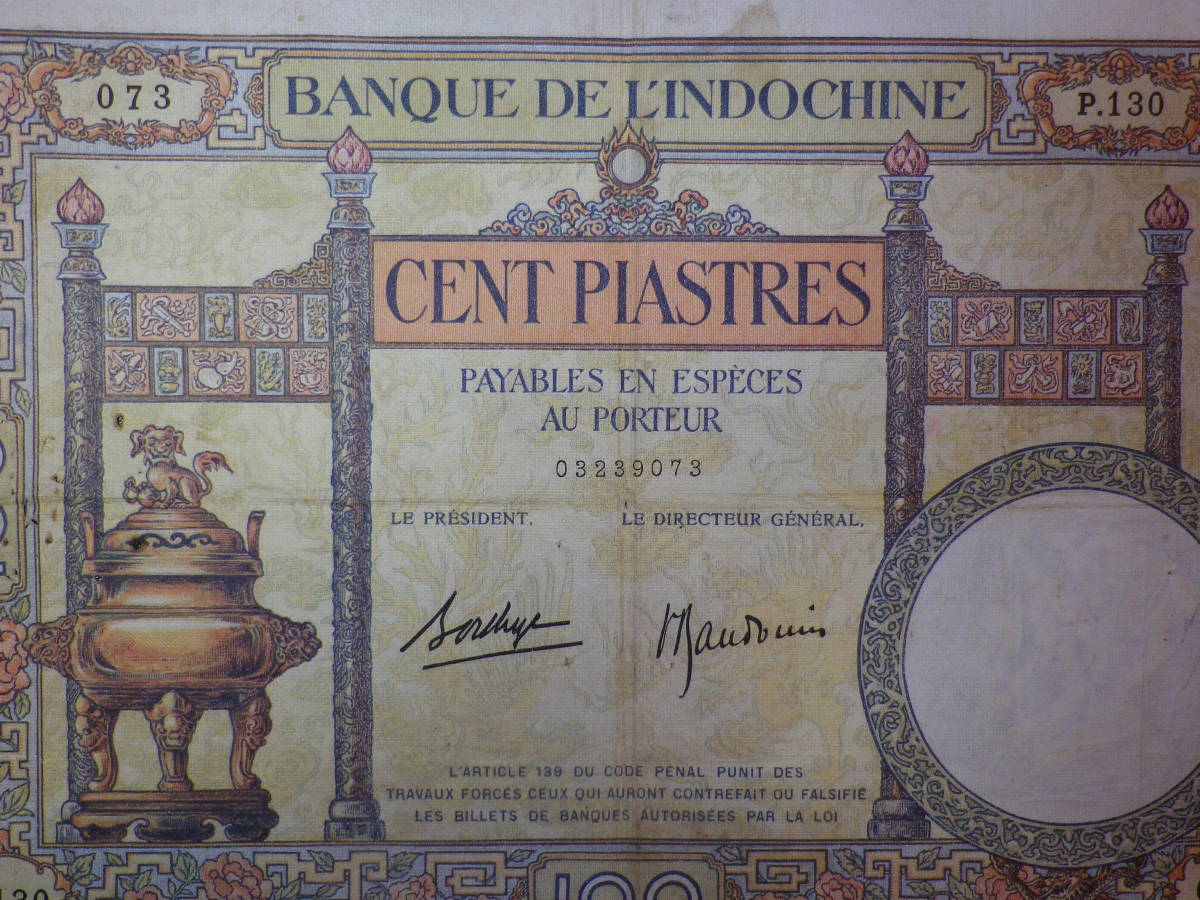 073
BANQUE DE L'INDOCHINE
P.130
CENT PIASTRES
PAYABLES EN ESPÈCES
AU PORTEUR
03239073
LE PRÉSIDENT,
LE DIRECTEUR GÉNÉRAL,
L'ARTICLE 139 DU CODE PÉNAL PUNIT DES
TRAVAUX FORCÉS CEUX QUI AURONT CONTREFAIT OU FALSIFIÉ
LES BILLETS DE BANQUES AUTORISÉES PAR LA LOI
130
100